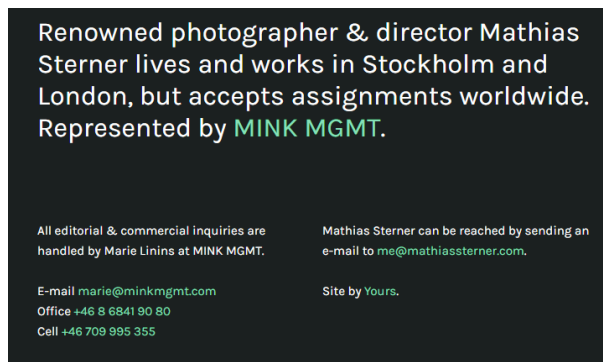 Renowned photographer & director Mathias
Sterner lives and works in Stockholm and
London, but accepts assignments worldwide.
Represented by MINK MGMT.
All editorial & commercial inquiries are
handled by Marie Linins at MINK MGMT.
E-mail marie@minkmgmt.com
Office +46 8 6841 90 80
Cell +46 709 995 355
Mathias Sterner can be reached by sending an
e-mail to me@mathiassterner.com.
Site by Yours.